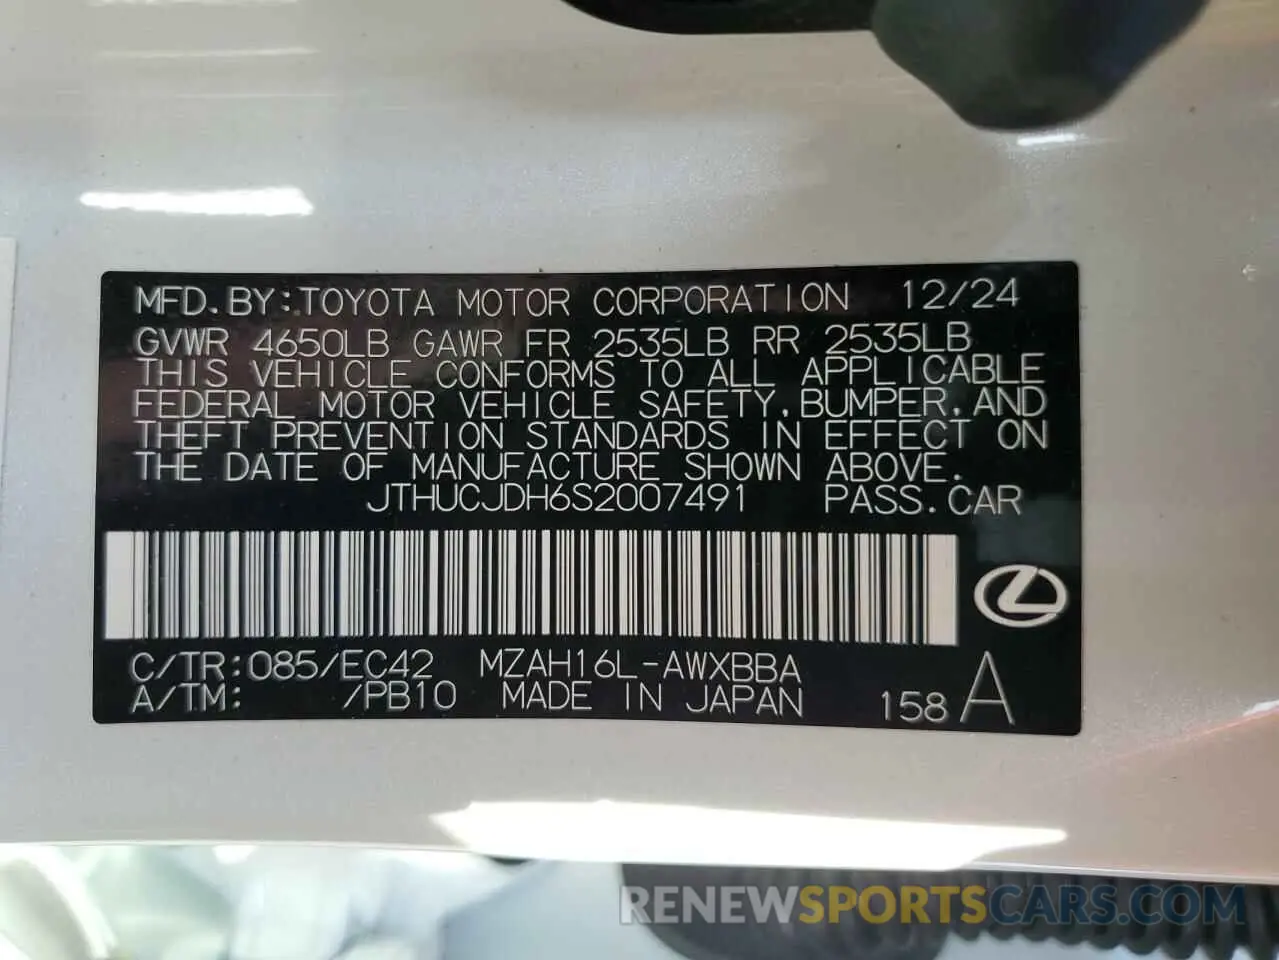 MFD. BY: TOYOTA MOTOR CORPORATION 12/24
GVWR 4650LB GAWR FR 2535LB RR 2535LB
THIS VEHICLE CONFORMS TO ALL APPLICABLE
FEDERAL MOTOR VEHICLE SAFETY, BUMPER, AND
THEFT PREVENTION STANDARDS IN EFFECT ON
THE DATE OF MANUFACTURE SHOWN ABOVE.
JTHUCJDH6S2007491 PASS. CAR
C/TR: 085/EC42 MZAH16L-AWXBBA
A/TM: /PB10 MADE IN JAPAN 158 A
RENEWSPORTSCARS.COM